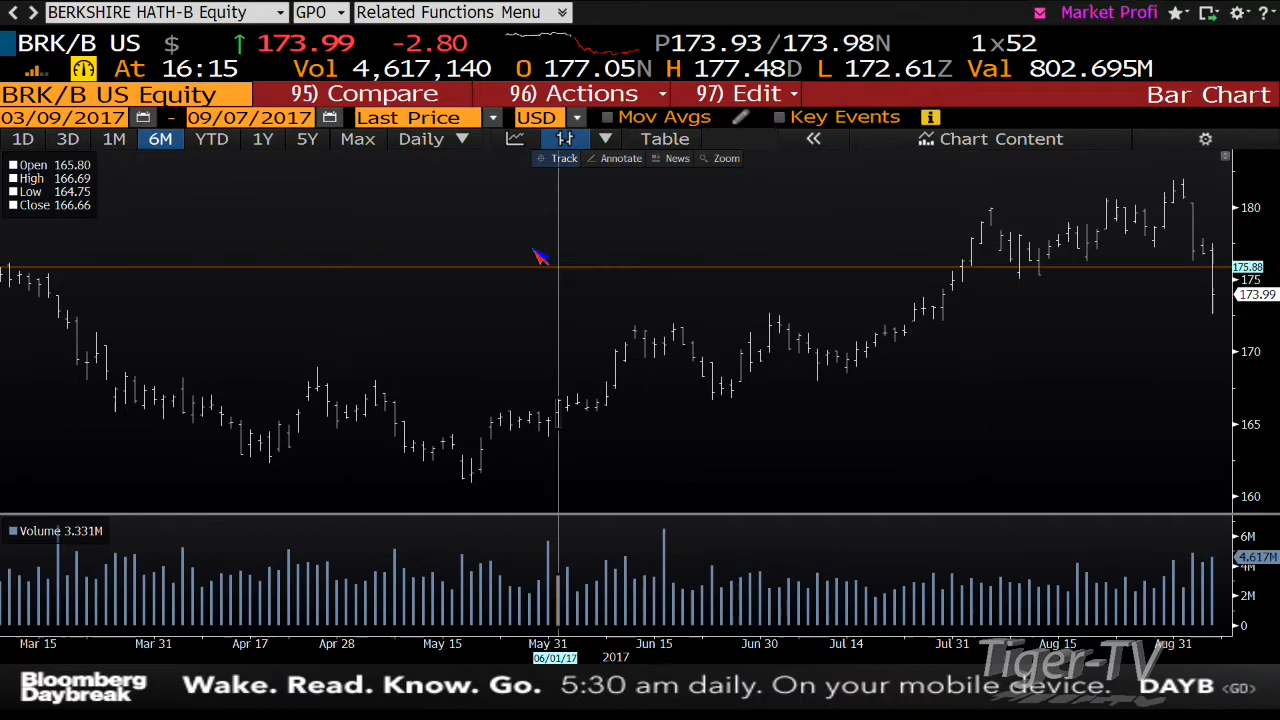 BERKSHIRE HATH-B Equity GPO Related Functions Menu Market Profi ?
BRK/B US $ ↑ 173.99 -2.80 P173.93 /173.98N 1x52
At 16:15 Vol 4,617,140 O 177.05N H 177.48D L 172.61Z Val 802.695M
BRK/B US Equity 95) Compare 96) Actions 97) Edit Bar Chart
03/09/2017 - 09/07/2017 Last Price USD Mov Avgs Key Events
1D 3D 1M 6M YTD 1Y 5Y Max Daily Table « Chart Content
Track Annotate News Zoom
Open 165.80
High 166.69
Low 164.75
Close 166.66
180
175.88
175
173.99
170
165
160
Volume 3.331M
6M
4.617M
4M
2M
0
Mar 15 Mar 31 Apr 17 Apr 28 May 15 May 31 Jun 15 Jun 30 Jul 14 Jul 31 Aug 15 Aug 31
06/01/17 2017
Tiger-TV
Bloomberg
Daybreak
Wake. Read. Know. Go. 5:30 am daily. On your mobile device. DAYB <GO>